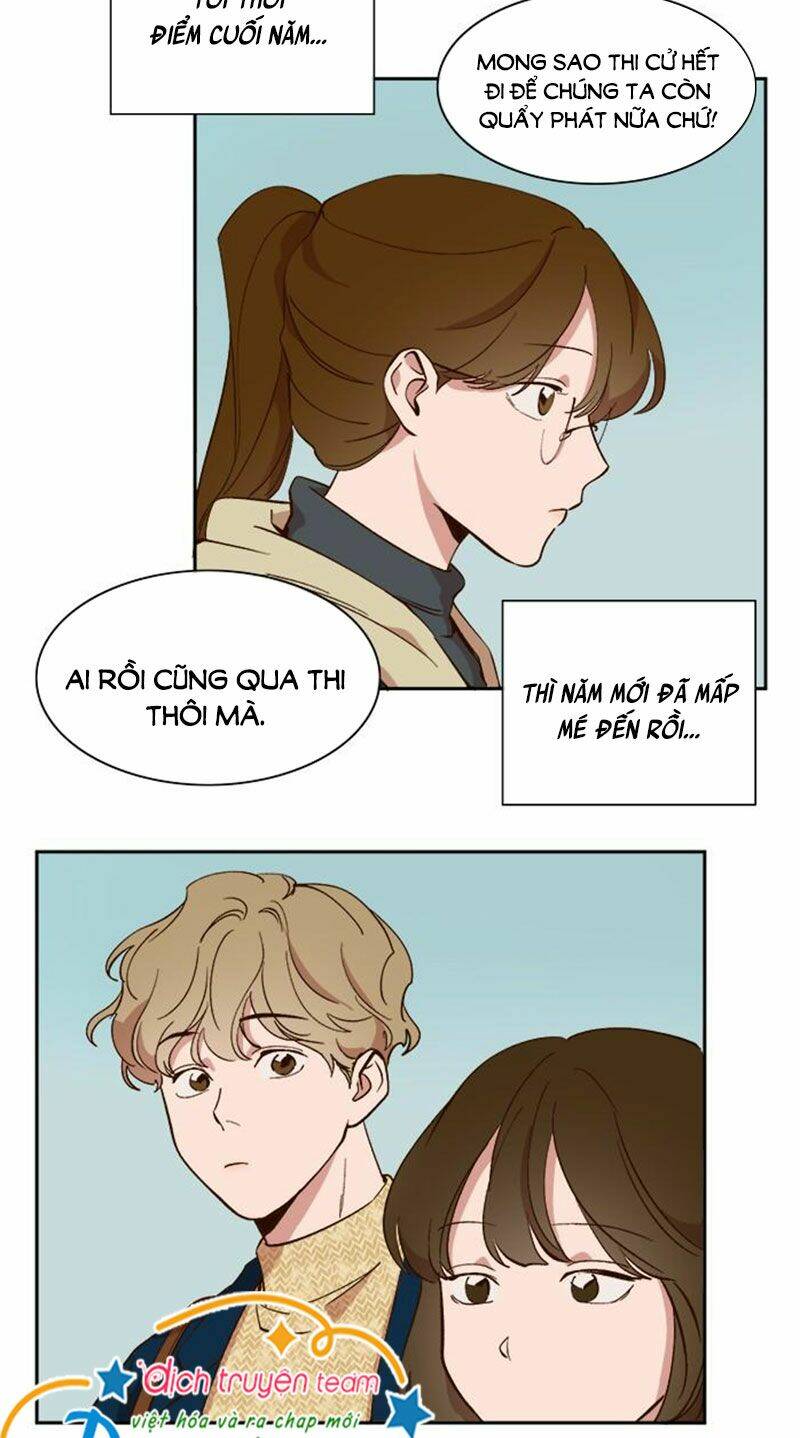 ĐIỂM CUỐI NĂM...
MONG SAO THI CỬ HẾT
ĐI ĐỂ CHÚNG TA CÒN
QUẨY PHÁT NỮA CHỨ!
AI RỒI CŨNG QUA THI
THÔI MÀ.
THÌ NĂM MỚI ĐÃ MẤP
MÉ ĐẾN RỒI...
dịch truyện team
việt hóa và ra chap mới